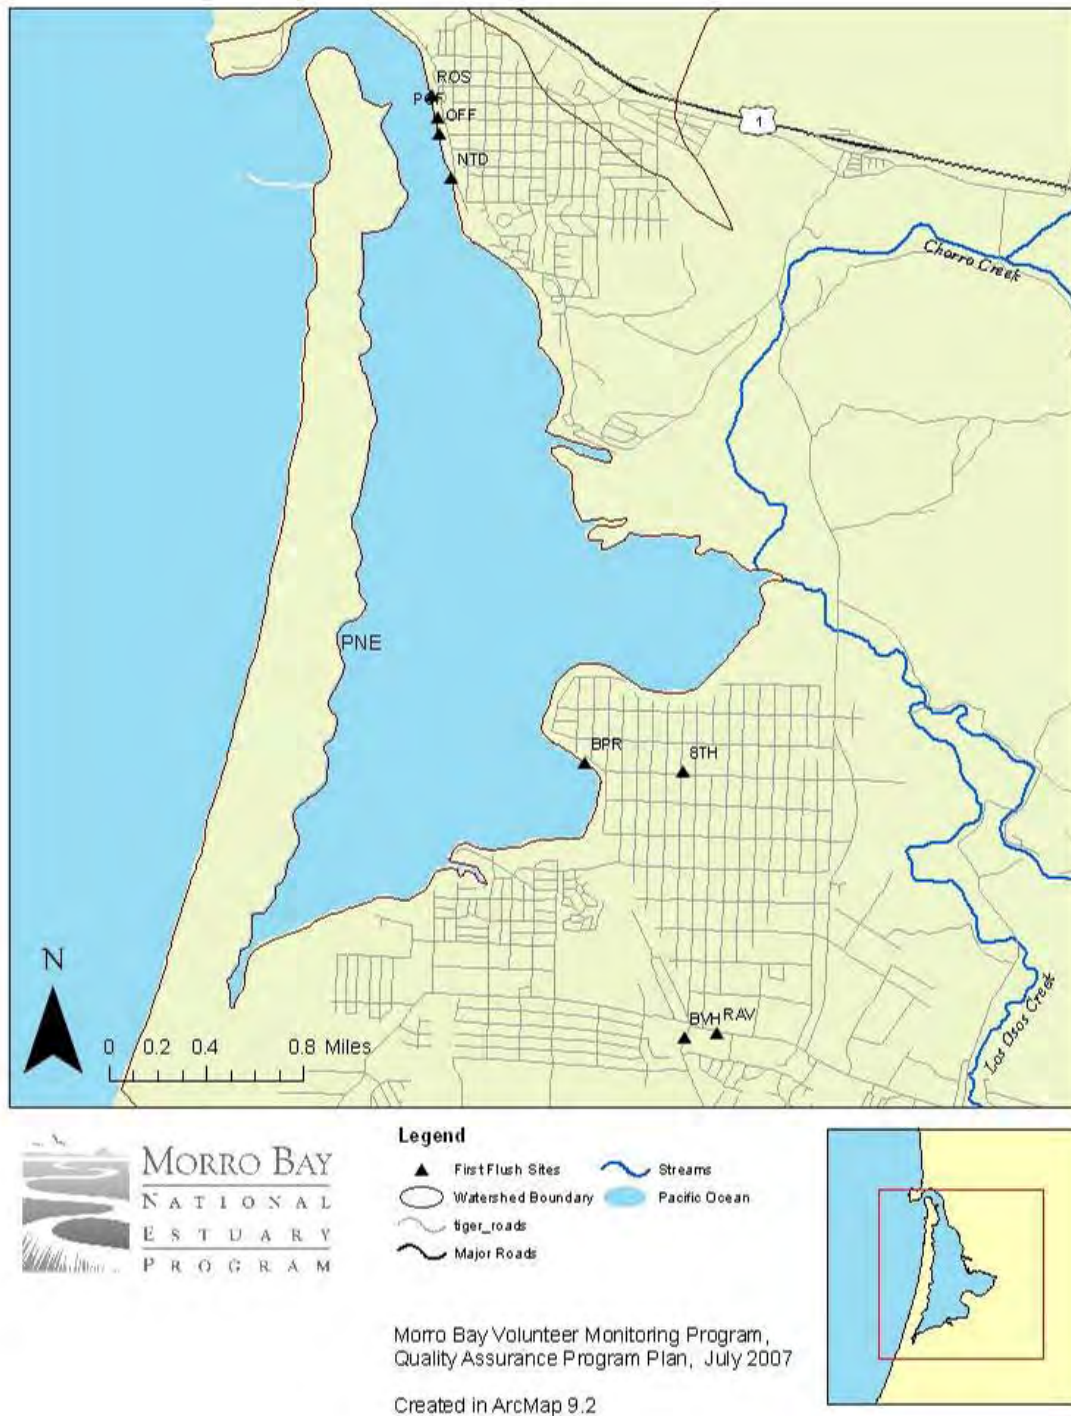 ROS
OFF
NTD
1
Chorro Creek
PNE
BPR
8TH
BVH
RAV
Los Osos Creek
N
0 0.2 0.4 0.8 Miles
MORRO BAY
NATIONAL
ESTUARY
PROGRAM
Legend
First Flush Sites
Streams
Watershed Boundary
Pacific Ocean
tiger_roads
Major Roads
Morro Bay Volunteer Monitoring Program,
Quality Assurance Program Plan, July 2007
Created in ArcMap 9.2